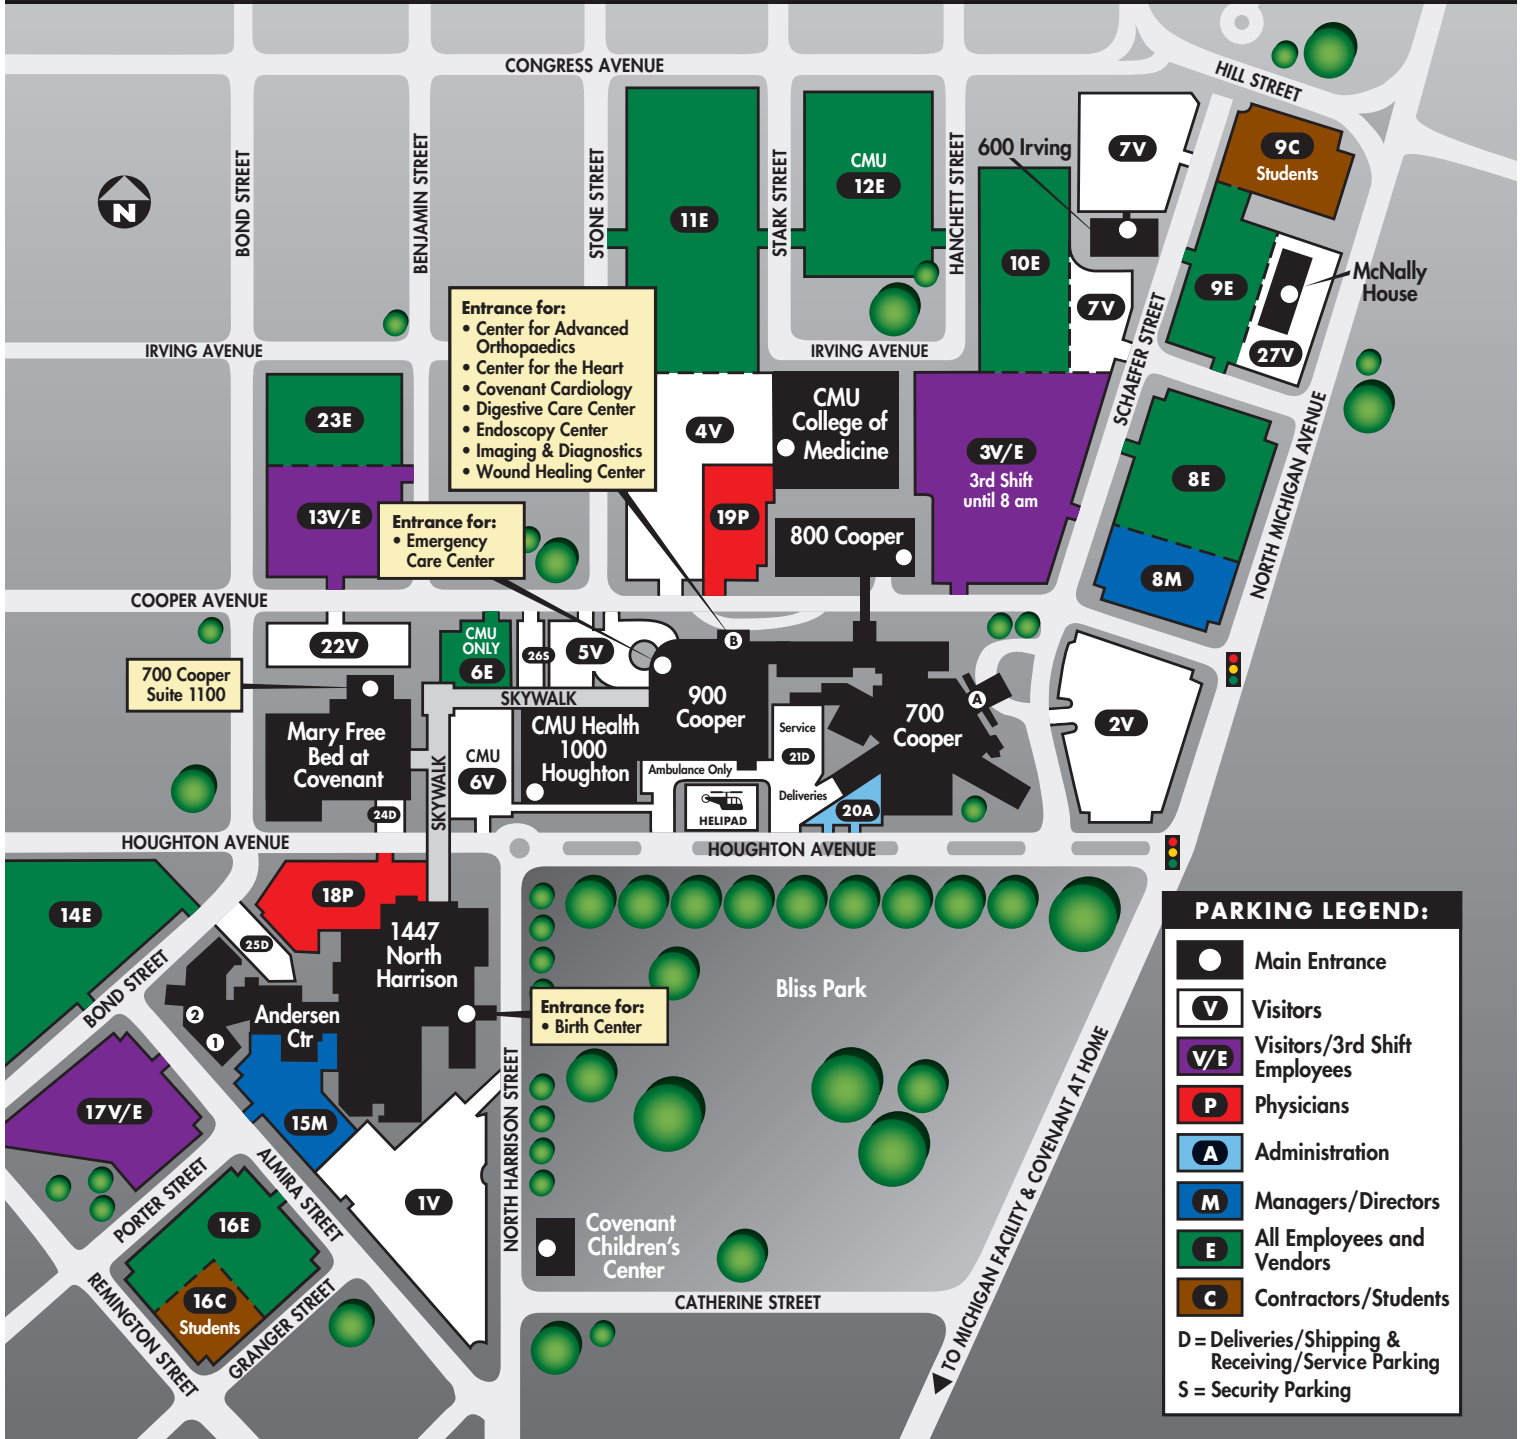 CONGRESS AVENUE
HILL STREET
BOND STREET
BENJAMIN STREET
STONE STREET
STARK STREET
HANCHETT STREET
N
11E
CMU
12E
600 Irving
7V
9C
Students
10E
7V
9E
McNally
House
27V
SCHAEFER STREET
NORTH MICHIGAN AVENUE
IRVING AVENUE
IRVING AVENUE
Entrance for:
• Center for Advanced
Orthopaedics
• Center for the Heart
• Covenant Cardiology
• Digestive Care Center
• Endoscopy Center
• Imaging & Diagnostics
• Wound Healing Center
23E
13V/E
4V
CMU
College of
Medicine
3V/E
3rd Shift
until 8 am
8E
8M
19P
800 Cooper
Entrance for:
• Emergency
Care Center
COOPER AVENUE
22V
CMU
ONLY
6E
26S
5V
B
700 Cooper
Suite 1100
SKYWALK
900
Cooper
A
700
Cooper
2V
Mary Free
Bed at
Covenant
CMU
6V
CMU Health
1000
Houghton
Service
21D
Ambulance Only
Deliveries
20A
HELIPAD
24D
SKYWALK
HOUGHTON AVENUE
HOUGHTON AVENUE
14E
18P
25D
1447
North
Harrison
BOND STREET
2
1
Andersen
Ctr
Entrance for:
• Birth Center
Bliss Park
17V/E
15M
1V
PORTER STREET
ALMIRA STREET
NORTH HARRISON STREET
16E
16C
Students
REMINGTON STREET
GRANGER STREET
Covenant
Children's
Center
CATHERINE STREET
TO MICHIGAN FACILITY & COVENANT AT HOME
PARKING LEGEND:
Main Entrance
V Visitors
V/E Visitors/3rd Shift
Employees
P Physicians
A Administration
M Managers/Directors
E All Employees and
Vendors
C Contractors/Students
D = Deliveries/Shipping &
Receiving/Service Parking
S = Security Parking